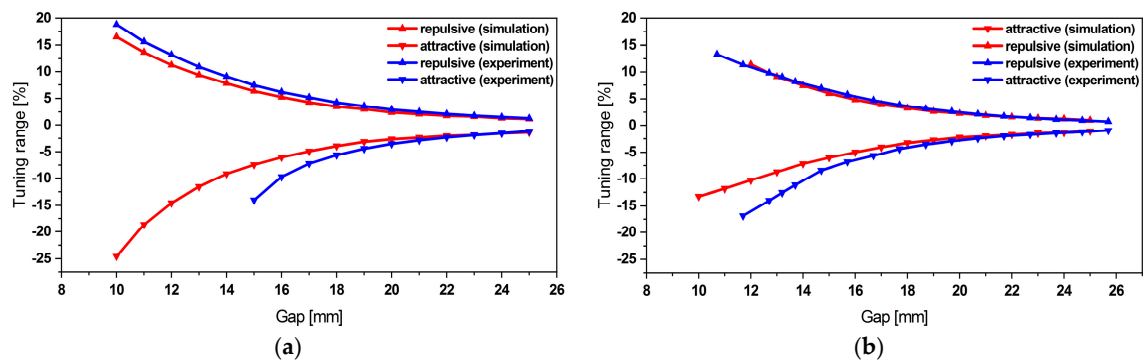 20
15
10
5
0
-5
-10
-15
-20
-25
Tuning range [%]
repulsive (simulation)
attractive (simulation)
repulsive (experiment)
attractive (experiment)
8 10 12 14 16 18 20 22 24 26
Gap [mm]
(a)
20
15
10
5
0
-5
-10
-15
-20
-25
Tuning range [%]
attractive (simulation)
repulsive (simulation)
repulsive (experiment)
attractive (experiment)
8 10 12 14 16 18 20 22 24 26
Gap [mm]
(b)